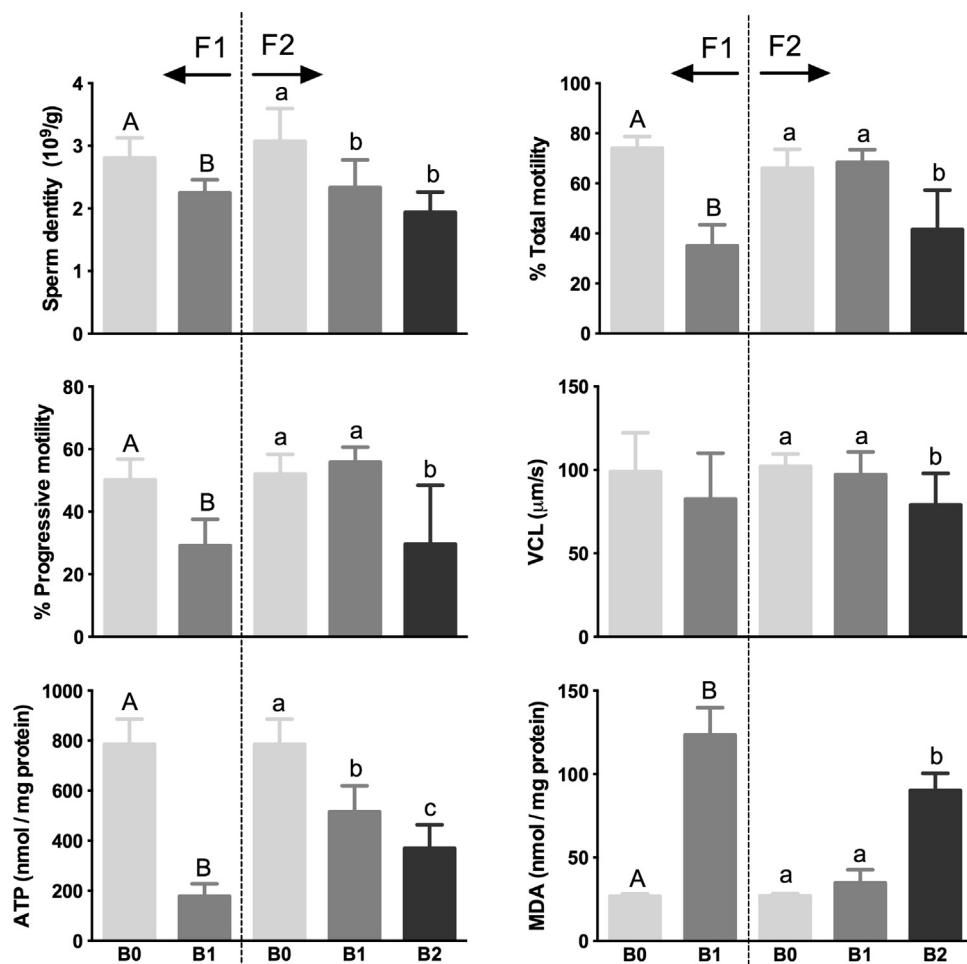 F1 F2
Sperm dentity (10⁹/g)
4
3
2
1
0
A
B
a
b
b
F1 F2
% Total motility
100
80
60
40
20
0
A
B
a
a
b
% Progressive motility
80
60
40
20
0
A
B
a
a
b
VCL (µm/s)
150
100
50
0
a
a
b
ATP (nmol / mg protein)
1000
800
600
400
200
0
A
B
a
b
c
B0 B1 B0 B1 B2
MDA (nmol / mg protein)
150
100
50
0
A
B
a
a
b
B0 B1 B0 B1 B2